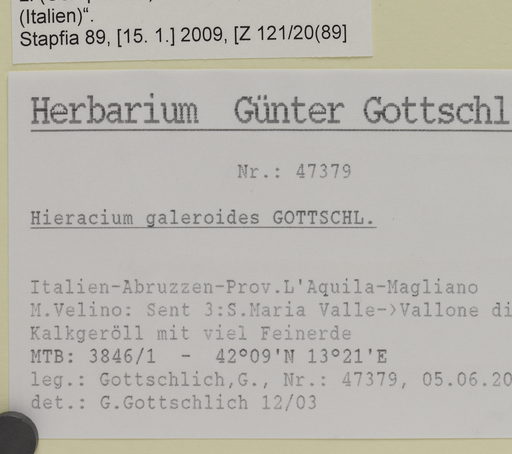 (Italien)“.
Stapfia 89, [15. 1.] 2009, [Z 121/20(89]
Herbarium Günter Gottschl
Nr.: 47379
Hieracium galeroides GOTTSCHL.
Italien-Abruzzen-Prov.L'Aquila-Magliano
M.Velino: Sent 3:S.Maria Valle->Vallone di
Kalkgeröll mit viel Feinerde
MTB: 3846/1 - 42°09'N 13°21'E
leg.: Gottschlich,G., Nr.: 47379, 05.06.20
det.: G.Gottschlich 12/03